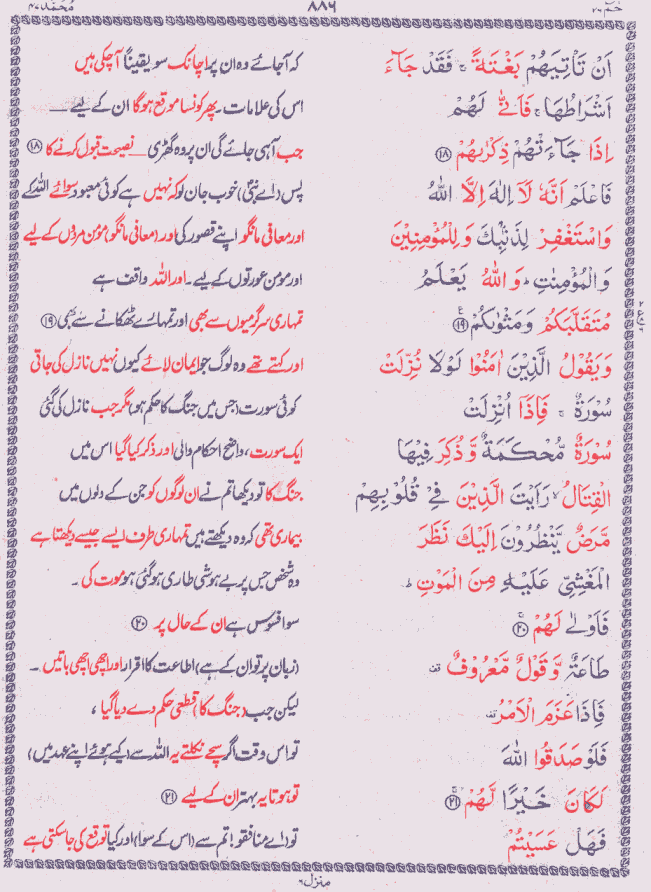 حٰمٓ ٢٦ ٨٨٦ مُحَمَّد ٤٧
اَنْ تَاْتِيَهُمْ بَغْتَةً ۚ فَقَدْ جَآءَ
اَشْرَاطُهَا ۚ فَاَنّٰى لَهُمْ
اِذَا جَآءَتْهُمْ ذِكْرٰىهُمْ ﴿۱۸﴾
فَاعْلَمْ اَنَّهٗ لَاۤ اِلٰهَ اِلَّا اللّٰهُ
وَاسْتَغْفِرْ لِذَنْۢبِكَ وَلِلْمُؤْمِنِيْنَ
وَالْمُؤْمِنٰتِ ؕ وَاللّٰهُ يَعْلَمُ
مُتَقَلَّبَكُمْ وَمَثْوٰىكُمْ ﴿۱۹﴾
وَيَقُوْلُ الَّذِيْنَ اٰمَنُوْا لَوْلَا نُزِّلَتْ
سُوْرَةٌ ۚ فَاِذَاۤ اُنْزِلَتْ
سُوْرَةٌ مُّحْكَمَةٌ وَّذُكِرَ فِيْهَا
الْقِتَالُ ۙ رَاَيْتَ الَّذِيْنَ فِيْ قُلُوْبِهِمْ
مَّرَضٌ يَّنْظُرُوْنَ اِلَيْكَ نَظَرَ
الْمَغْشِيِّ عَلَيْهِ مِنَ الْمَوْتِ ؕ
فَاَوْلٰى لَهُمْ ﴿۲۰﴾
طَاعَةٌ وَّقَوْلٌ مَّعْرُوْفٌ
فَاِذَا عَزَمَ الْاَمْرُ
فَلَوْ صَدَقُوا اللّٰهَ
لَكَانَ خَيْرًا لَّهُمْ ﴿۲۱﴾
فَهَلْ عَسَيْتُمْ
کہ آجائے وہ ان پر اچانک سو یقیناً آچکی ہیں
اس کی علامات۔ پھر کونسا موقع ہوگا ان کے لیے __
جب آہی جائے گی ان پر وہ گھڑی __ نصیحت قبول کرنے کا ﴿۱۸﴾
پس (اے نبی) خوب جان لو کہ نہیں ہے کوئی معبود سوائے اللہ کے
اور معافی مانگو اپنے قصور کی اور (معافی مانگو) مومن مردوں کے لیے
اور مومن عورتوں کے لیے۔ اور اللہ واقف ہے
تمہاری سرگرمیوں سے بھی اور تمہارے ٹھکانے سے بھی ﴿۱۹﴾
اور کہتے تھے وہ لوگ جو ایمان لائے کیوں نہیں نازل کی جاتی
کوئی سورت (جس میں جنگ کا حکم ہو) مگر جب نازل کی گئی
ایک سورت، واضح احکام والی اور ذکر کیا گیا اس میں
جنگ کا تو دیکھا تم نے ان لوگوں کو جن کے دلوں میں
بیماری تھی کہ وہ دیکھتے ہیں تمہاری طرف ایسے جیسے دیکھتا ہے
وہ شخص جس پر بے ہوشی طاری ہو گئی ہو موت کی ۔
سو افسوس ہے ان کے حال پر ﴿۲۰﴾
(زبان پر تو ان کے ہے) اطاعت کا اقرار اور اچھی اچھی باتیں ۔
لیکن جب (جنگ کا) قطعی حکم دے دیا گیا ،
تو اس وقت اگر سچے نکلتے یہ اللہ سے (کیے ہوئے اپنے عہد میں)
تو ہوتا یہ بہتر ان کے لیے ﴿۲۱﴾
تو اے منافقو! تم سے (اس کے سوا) اور کیا توقع کی جا سکتی ہے
منزل ٦